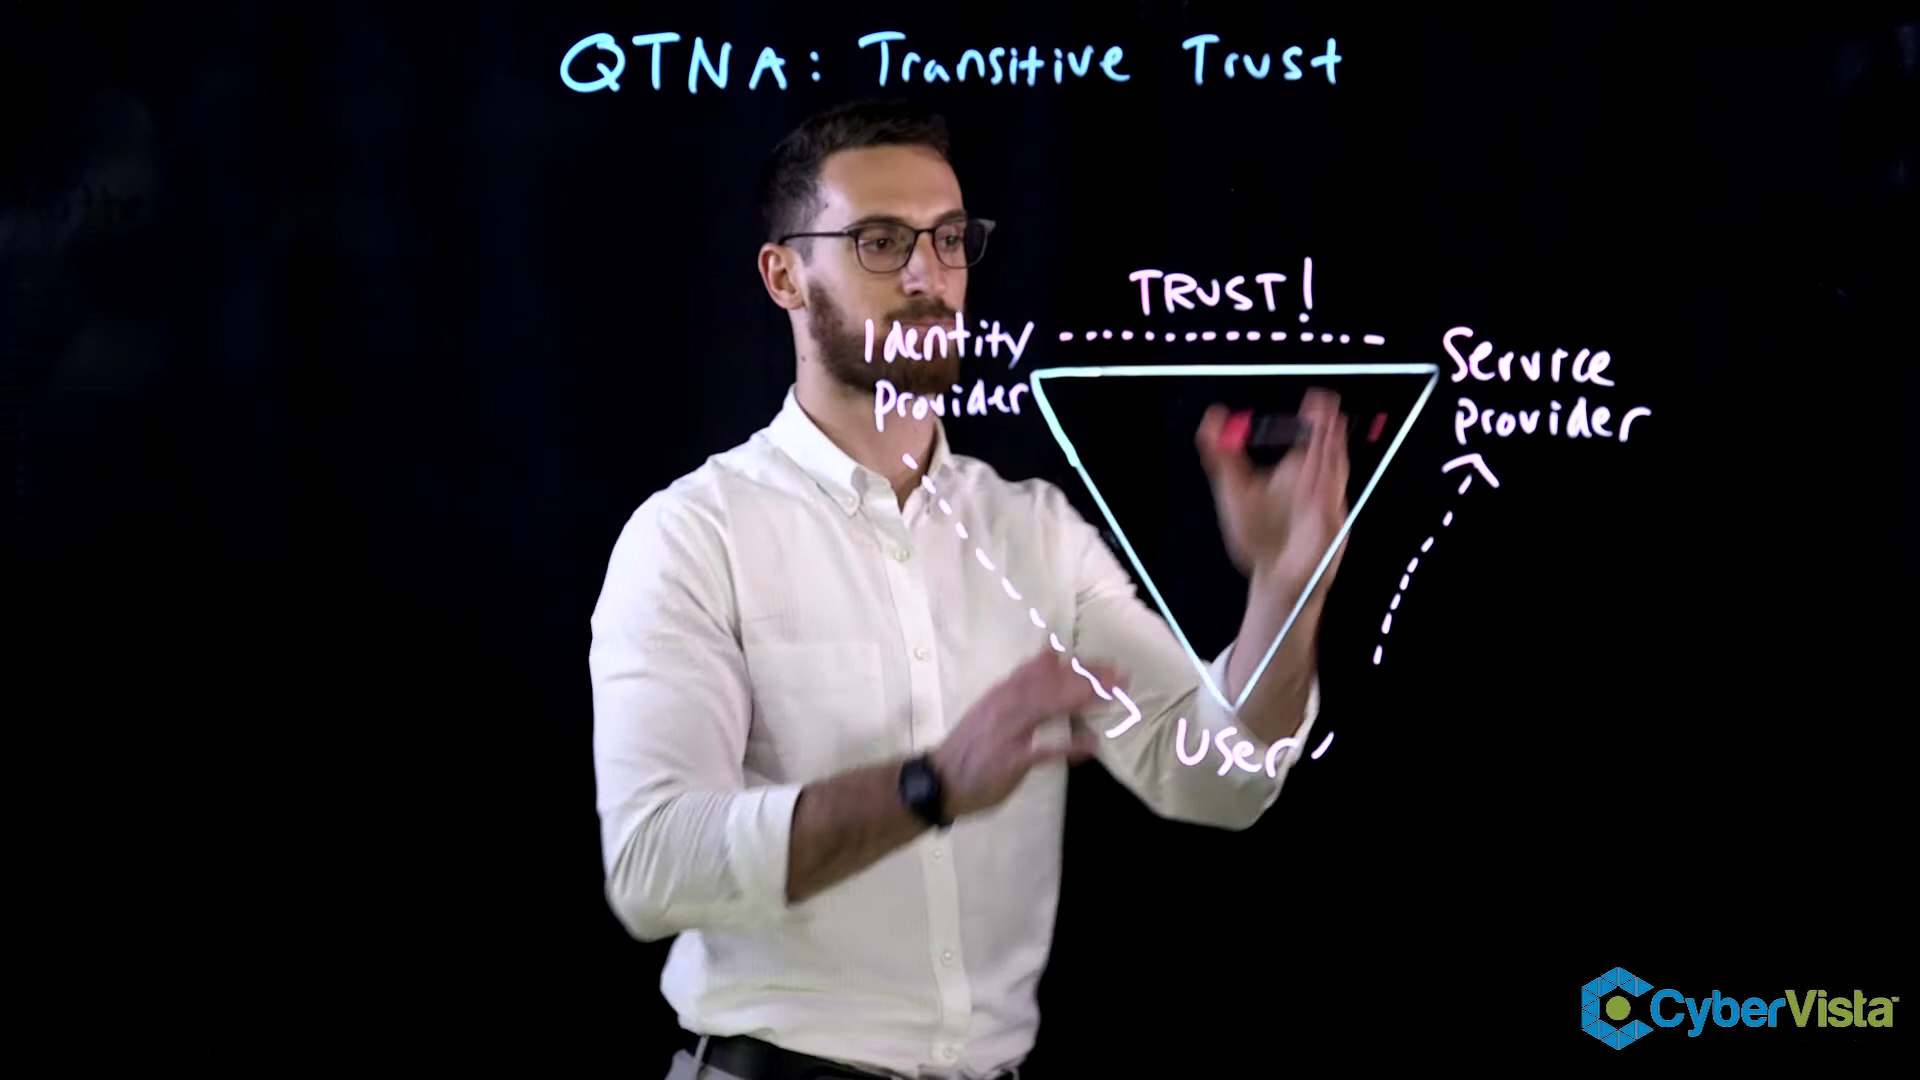 QTNA: Transitive Trust
TRUST!
Identity
Provider
Service
Provider
User
CyberVista